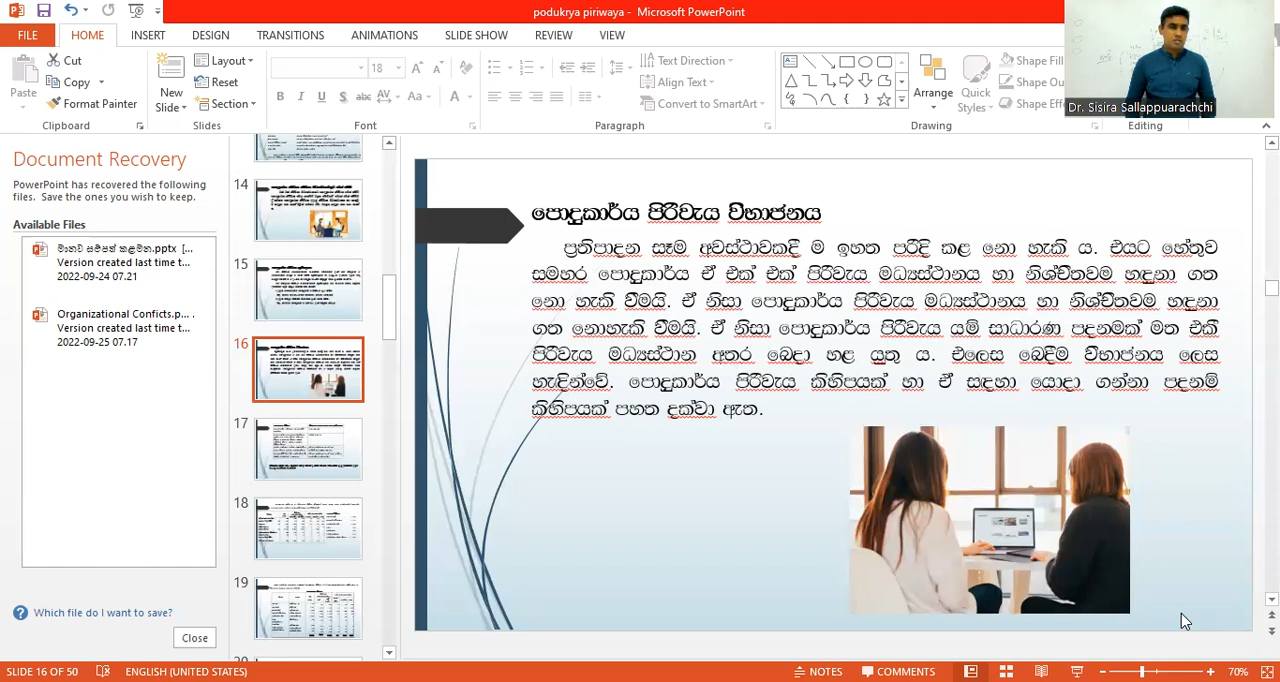 podukrya piriwaya - Microsoft PowerPoint
FILE HOME INSERT DESIGN TRANSITIONS ANIMATIONS SLIDE SHOW REVIEW VIEW
Cut
Copy
Format Painter
Paste
Clipboard
New Slide
Layout
Reset
Section
Slides
18
Font
Text Direction
Align Text
Convert to SmartArt
Paragraph
Arrange
Quick Styles
Shape Fill
Shape Ou
Shape Effe
Drawing
Editing
Dr. Sisira Sallappuarachchi
Document Recovery
PowerPoint has recovered the following
files. Save the ones you wish to keep.
Available Files
මානව සම්පත් කළමනා.pptx [...
Version created last time t...
2022-09-24 07.21
Organizational Conficts.p... .
Version created last time t...
2022-09-25 07.17
Which file do I want to save?
Close
14
15
16
17
18
19
පොදුකාර්ය පිරිවැය විභාජනය
ප්‍රතිපාදන සෑම අවස්ථාවකදී ම ඉහත පරිදි කළ නො හැකි ය. එයට හේතුව
සමහර පොදුකාර්ය ඒ එක් එක් පිරිවැය මධ්‍යස්ථානය හා නිශ්චිතවම හඳුනා ගත
නො හැකි වීමයි. ඒ නිසා පොදුකාර්ය පිරිවැය මධ්‍යස්ථානය හා නිශ්චිතවම හඳුනා
ගත නොහැකි වීමයි. ඒ නිසා පොදුකාර්ය පිරිවැය යම් සාධාරණ පදනමක් මත එකී
පිරිවැය මධ්‍යස්ථාන අතර බෙදා හළ යුතු ය. එලෙස බෙදීම විභාජනය ලෙස
හැඳින්වේ. පොදුකාර්ය පිරිවැය කිහිපයක් හා ඒ සඳහා යොදා ගන්නා පදනම්
කිහිපයක් පහත දක්වා ඇත.
SLIDE 16 OF 50 ENGLISH (UNITED STATES) NOTES COMMENTS 70%